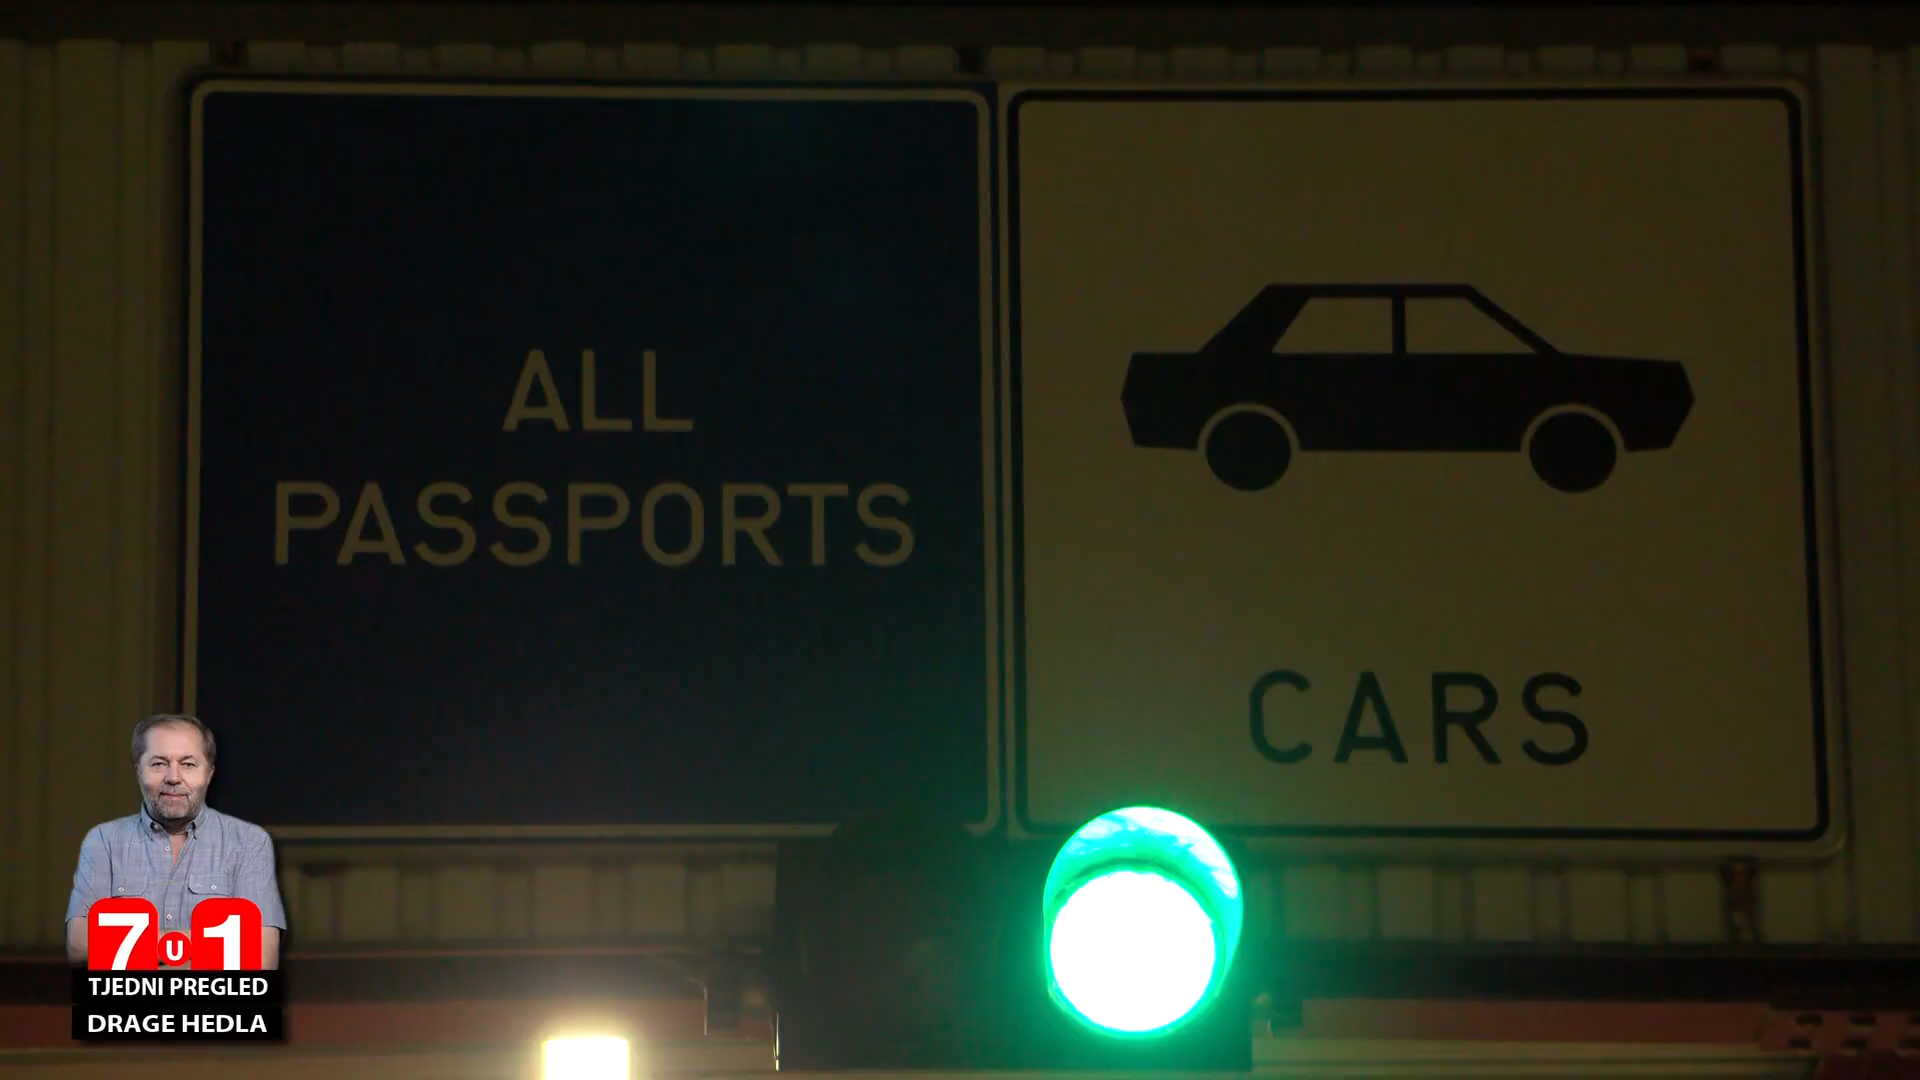 ALL
PASSPORTS
CARS
7 u 1
TJEDNI PREGLED
DRAGE HEDLA